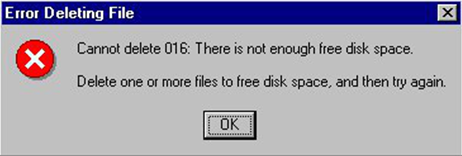 Error Deleting File
Cannot delete 016: There is not enough free disk space.
Delete one or more files to free disk space, and then try again.
OK